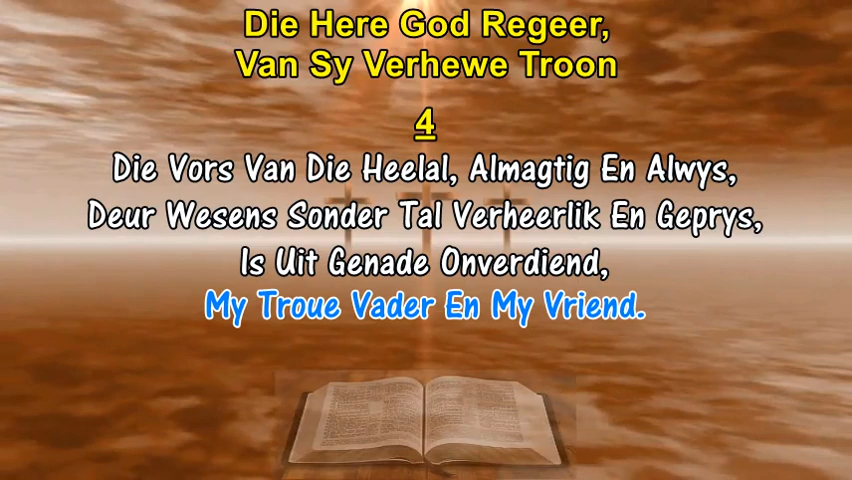 Die Here God Regeer,
Van Sy Verhewe Troon
4
Die Vors Van Die Heelal, Almagtig En Alwys,
Deur Wesens Sonder Tal Verheerlik En Geprys,
Is Uit Genade Onverdiend,
My Troue Vader En My Vriend.